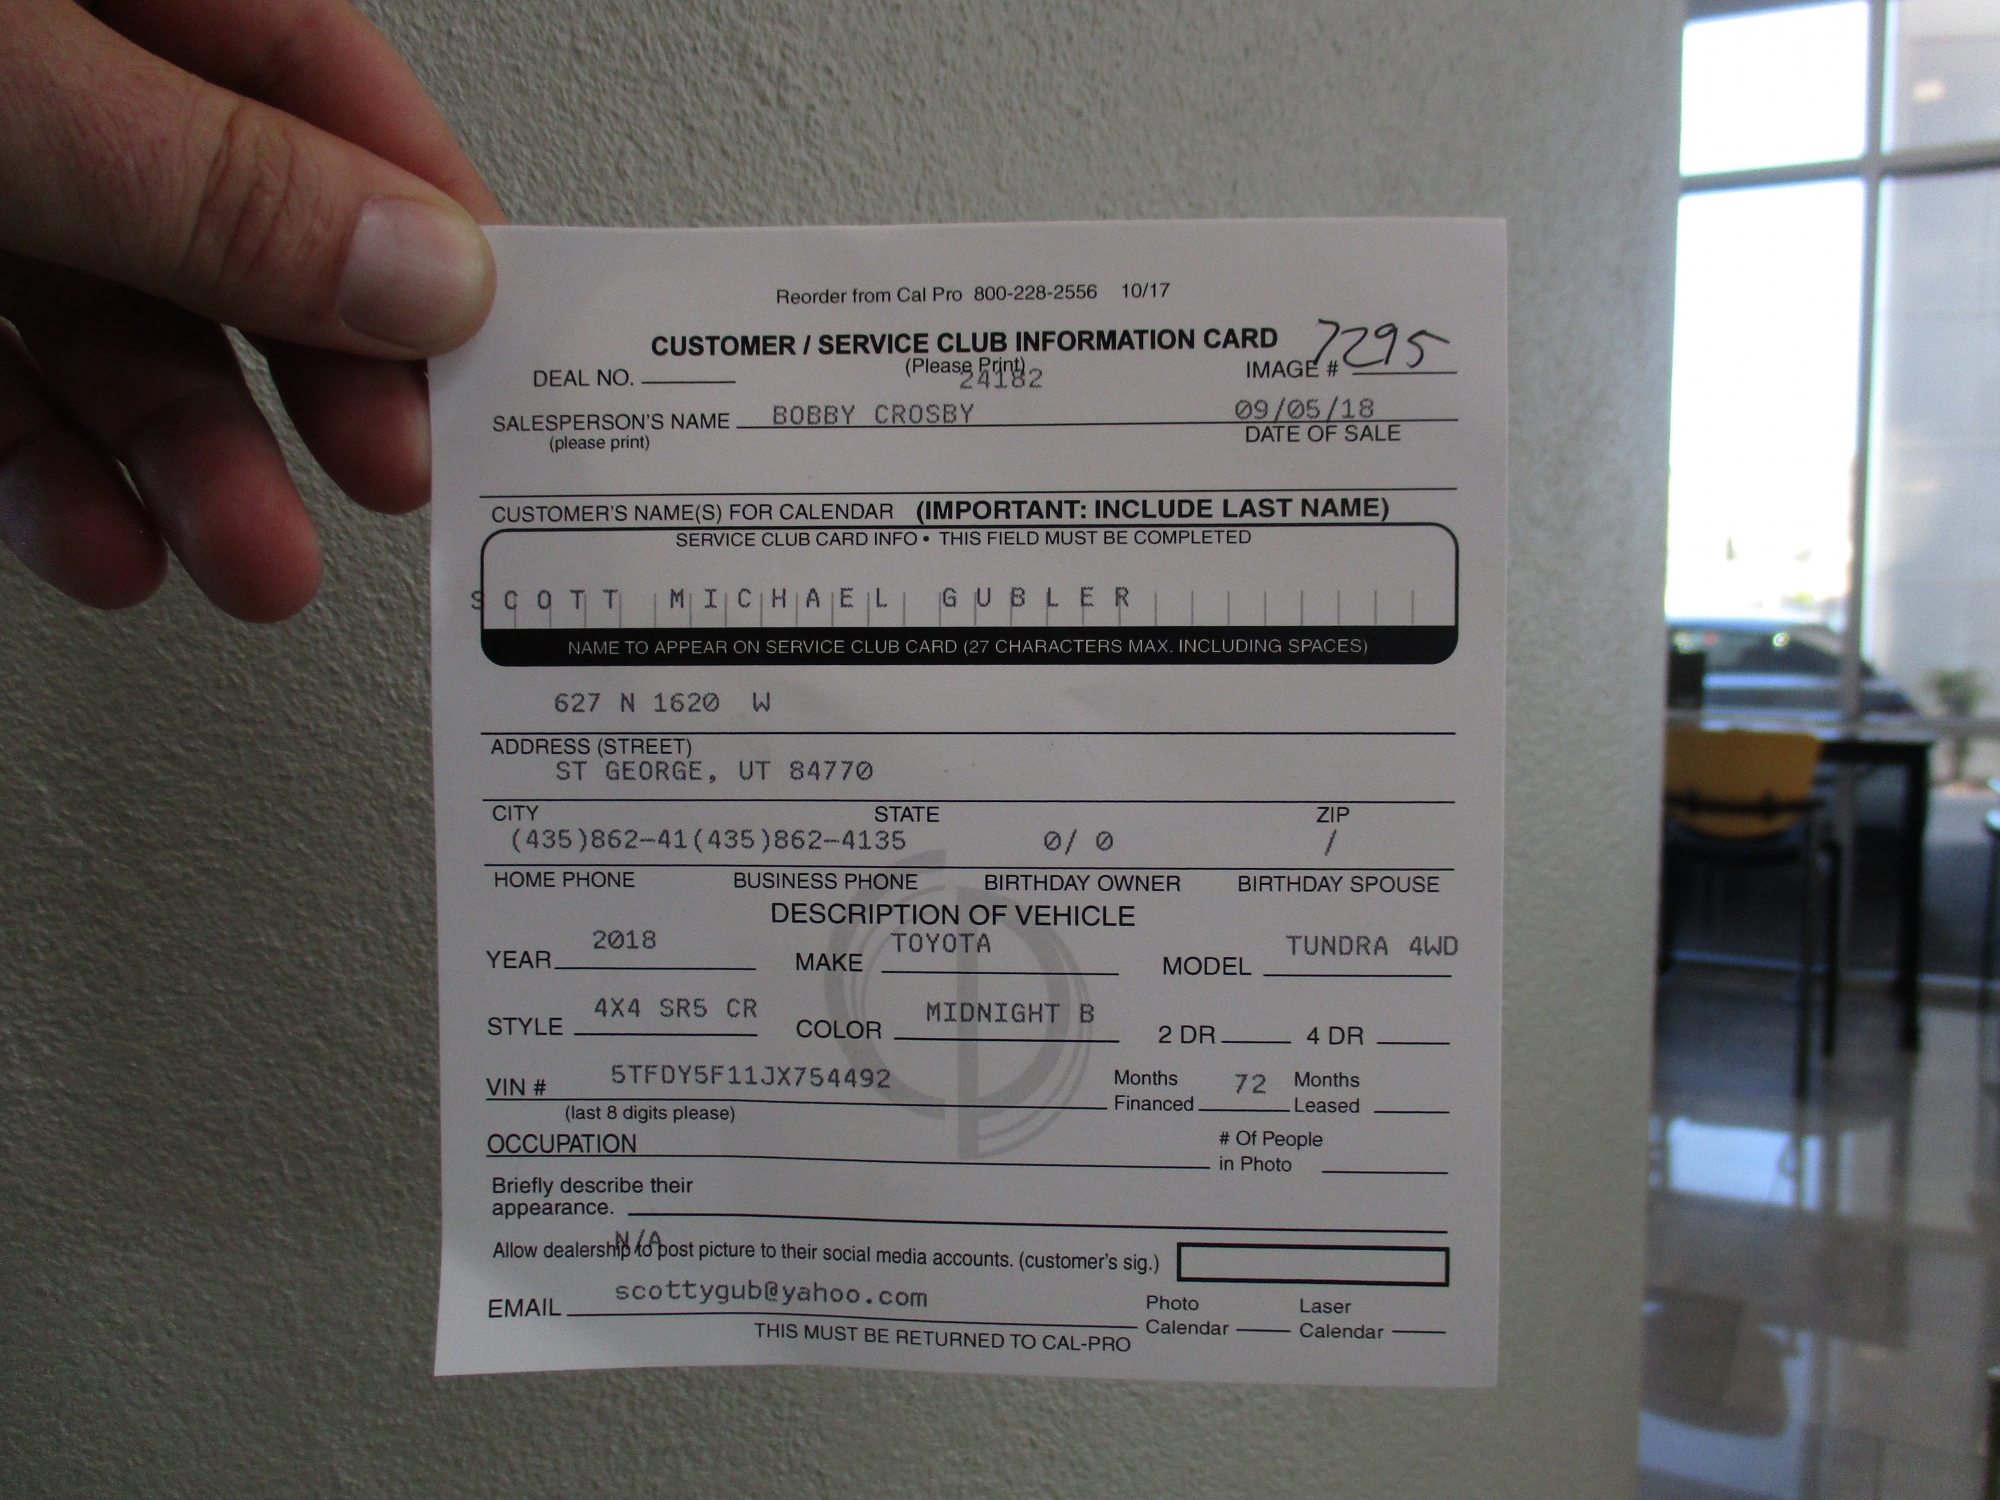 Reorder from Cal Pro 800-228-2556 10/17
CUSTOMER / SERVICE CLUB INFORMATION CARD 7295
(Please Print)
DEAL NO. 24182 IMAGE #
SALESPERSON'S NAME BOBBY CROSBY 09/05/18
(please print) DATE OF SALE
CUSTOMER'S NAME(S) FOR CALENDAR (IMPORTANT: INCLUDE LAST NAME)
SERVICE CLUB CARD INFO • THIS FIELD MUST BE COMPLETED
SCOTT MICHAEL GUBLER
NAME TO APPEAR ON SERVICE CLUB CARD (27 CHARACTERS MAX. INCLUDING SPACES)
627 N 1620 W
ADDRESS (STREET)
ST GEORGE, UT 84770
CITY STATE ZIP
(435)862-41(435)862-4135 0/ 0 /
HOME PHONE BUSINESS PHONE BIRTHDAY OWNER BIRTHDAY SPOUSE
DESCRIPTION OF VEHICLE
YEAR 2018 MAKE TOYOTA MODEL TUNDRA 4WD
STYLE 4X4 SR5 CR COLOR MIDNIGHT B 2 DR 4 DR
VIN # 5TFDY5F11JX754492 Months Financed 72 Months Leased
(last 8 digits please)
OCCUPATION # Of People in Photo
Briefly describe their
appearance.
N/A
Allow dealership to post picture to their social media accounts. (customer's sig.)
EMAIL scottygub@yahoo.com Photo Calendar Laser Calendar
THIS MUST BE RETURNED TO CAL-PRO